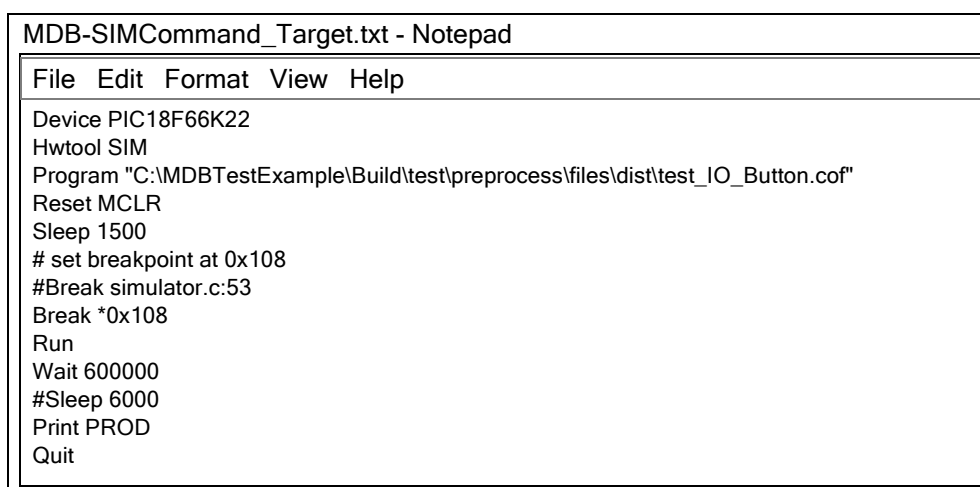 MDB-SIMCommand_Target.txt - Notepad
File Edit Format View Help
Device PIC18F66K22
Hwtool SIM
Program "C:\MDBTestExample\Build\test\preprocess\files\dist\test_IO_Button.cof"
Reset MCLR
Sleep 1500
# set breakpoint at 0x108
#Break simulator.c:53
Break *0x108
Run
Wait 600000
#Sleep 6000
Print PROD
Quit